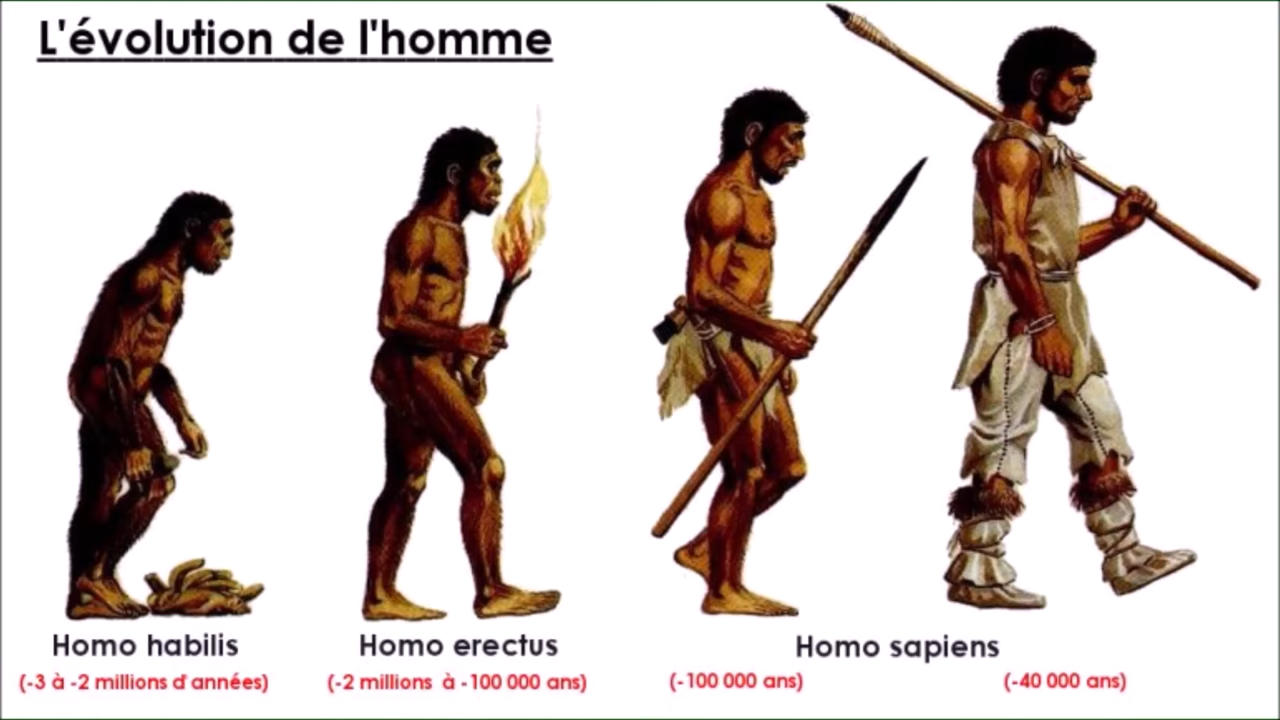 L'évolution de l'homme
Homo habilis
(-3 à -2 millions d'années)
Homo erectus
(-2 millions à -100 000 ans)
Homo sapiens
(-100 000 ans)
(-40 000 ans)